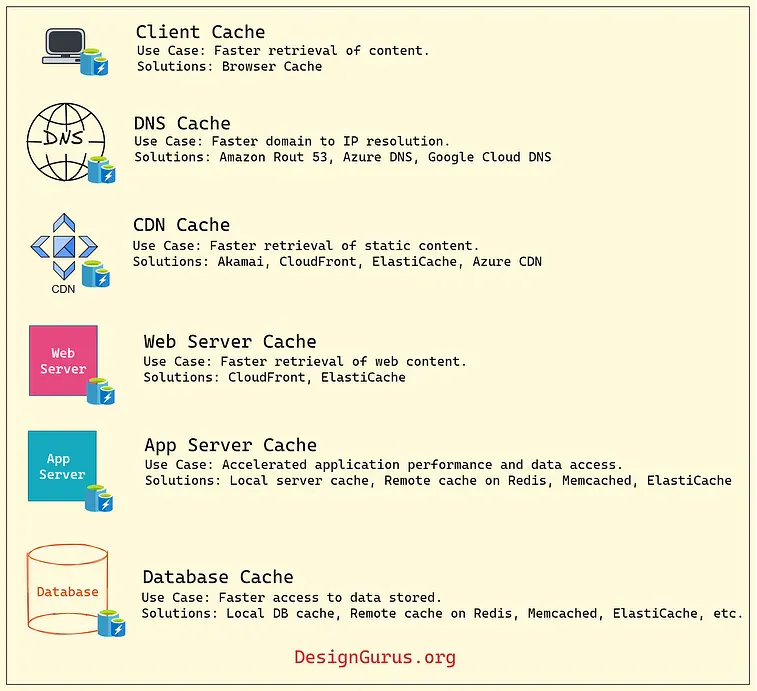 Client Cache
Use Case: Faster retrieval of content.
Solutions: Browser Cache
DNS
DNS Cache
Use Case: Faster domain to IP resolution.
Solutions: Amazon Rout 53, Azure DNS, Google Cloud DNS
CDN Cache
Use Case: Faster retrieval of static content.
Solutions: Akamai, CloudFront, ElastiCache, Azure CDN
CDN
Web Server Cache
Web
Server
Use Case: Faster retrieval of web content.
Solutions: CloudFront, ElastiCache
App Server Cache
App
Server
Use Case: Accelerated application performance and data access.
Solutions: Local server cache, Remote cache on Redis, Memcached, ElastiCache
Database Cache
Database
Use Case: Faster access to data stored.
Solutions: Local DB cache, Remote cache on Redis, Memcached, ElastiCache, etc.
DesignGurus.org